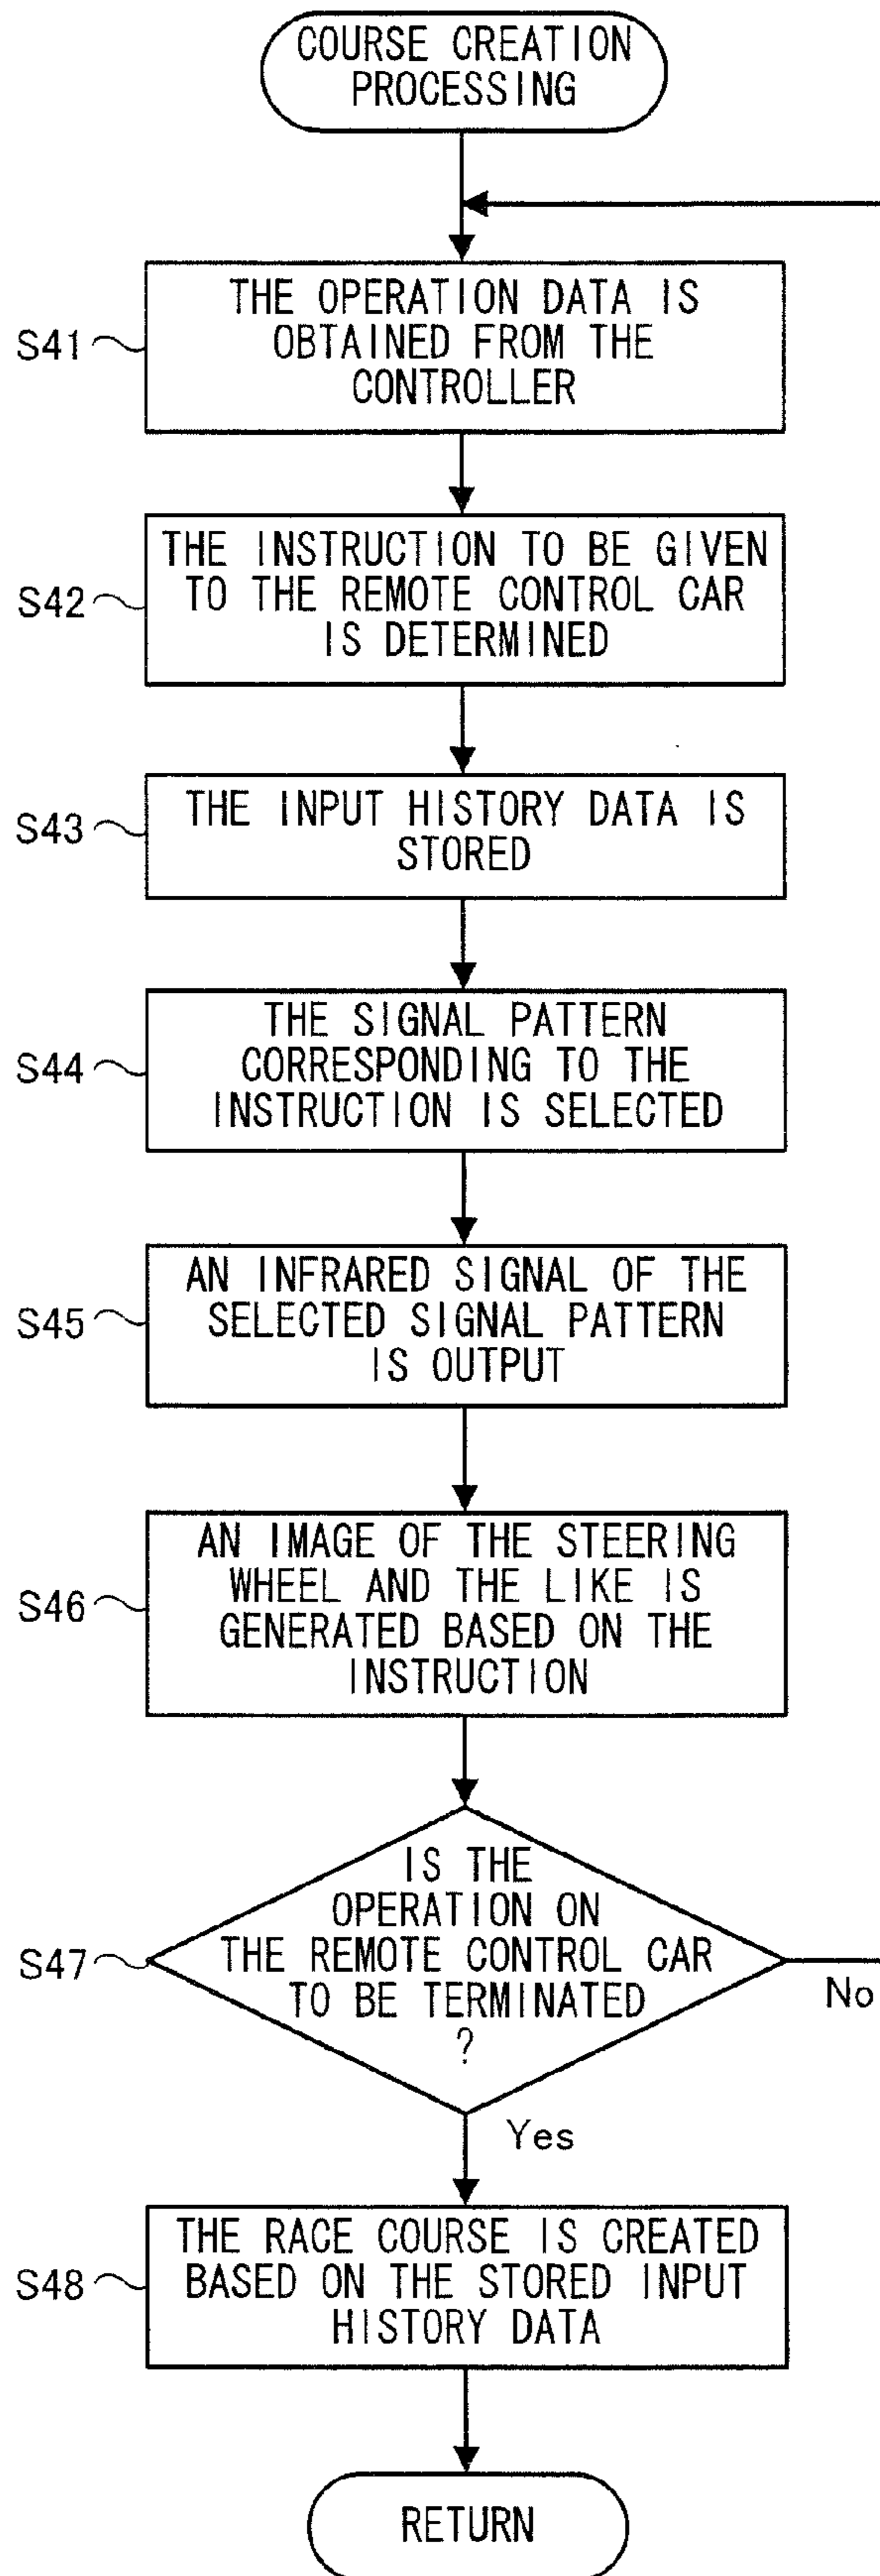 COURSE CREATION
PROCESSING
S41
THE OPERATION DATA IS
OBTAINED FROM THE
CONTROLLER
S42
THE INSTRUCTION TO BE GIVEN
TO THE REMOTE CONTROL CAR
IS DETERMINED
S43
THE INPUT HISTORY DATA IS
STORED
S44
THE SIGNAL PATTERN
CORRESPONDING TO THE
INSTRUCTION IS SELECTED
S45
AN INFRARED SIGNAL OF THE
SELECTED SIGNAL PATTERN
IS OUTPUT
S46
AN IMAGE OF THE STEERING
WHEEL AND THE LIKE IS
GENERATED BASED ON THE
INSTRUCTION
S47
IS THE
OPERATION ON
THE REMOTE CONTROL CAR
TO BE TERMINATED
?
No
Yes
S48
THE RACE COURSE IS CREATED
BASED ON THE STORED INPUT
HISTORY DATA
RETURN